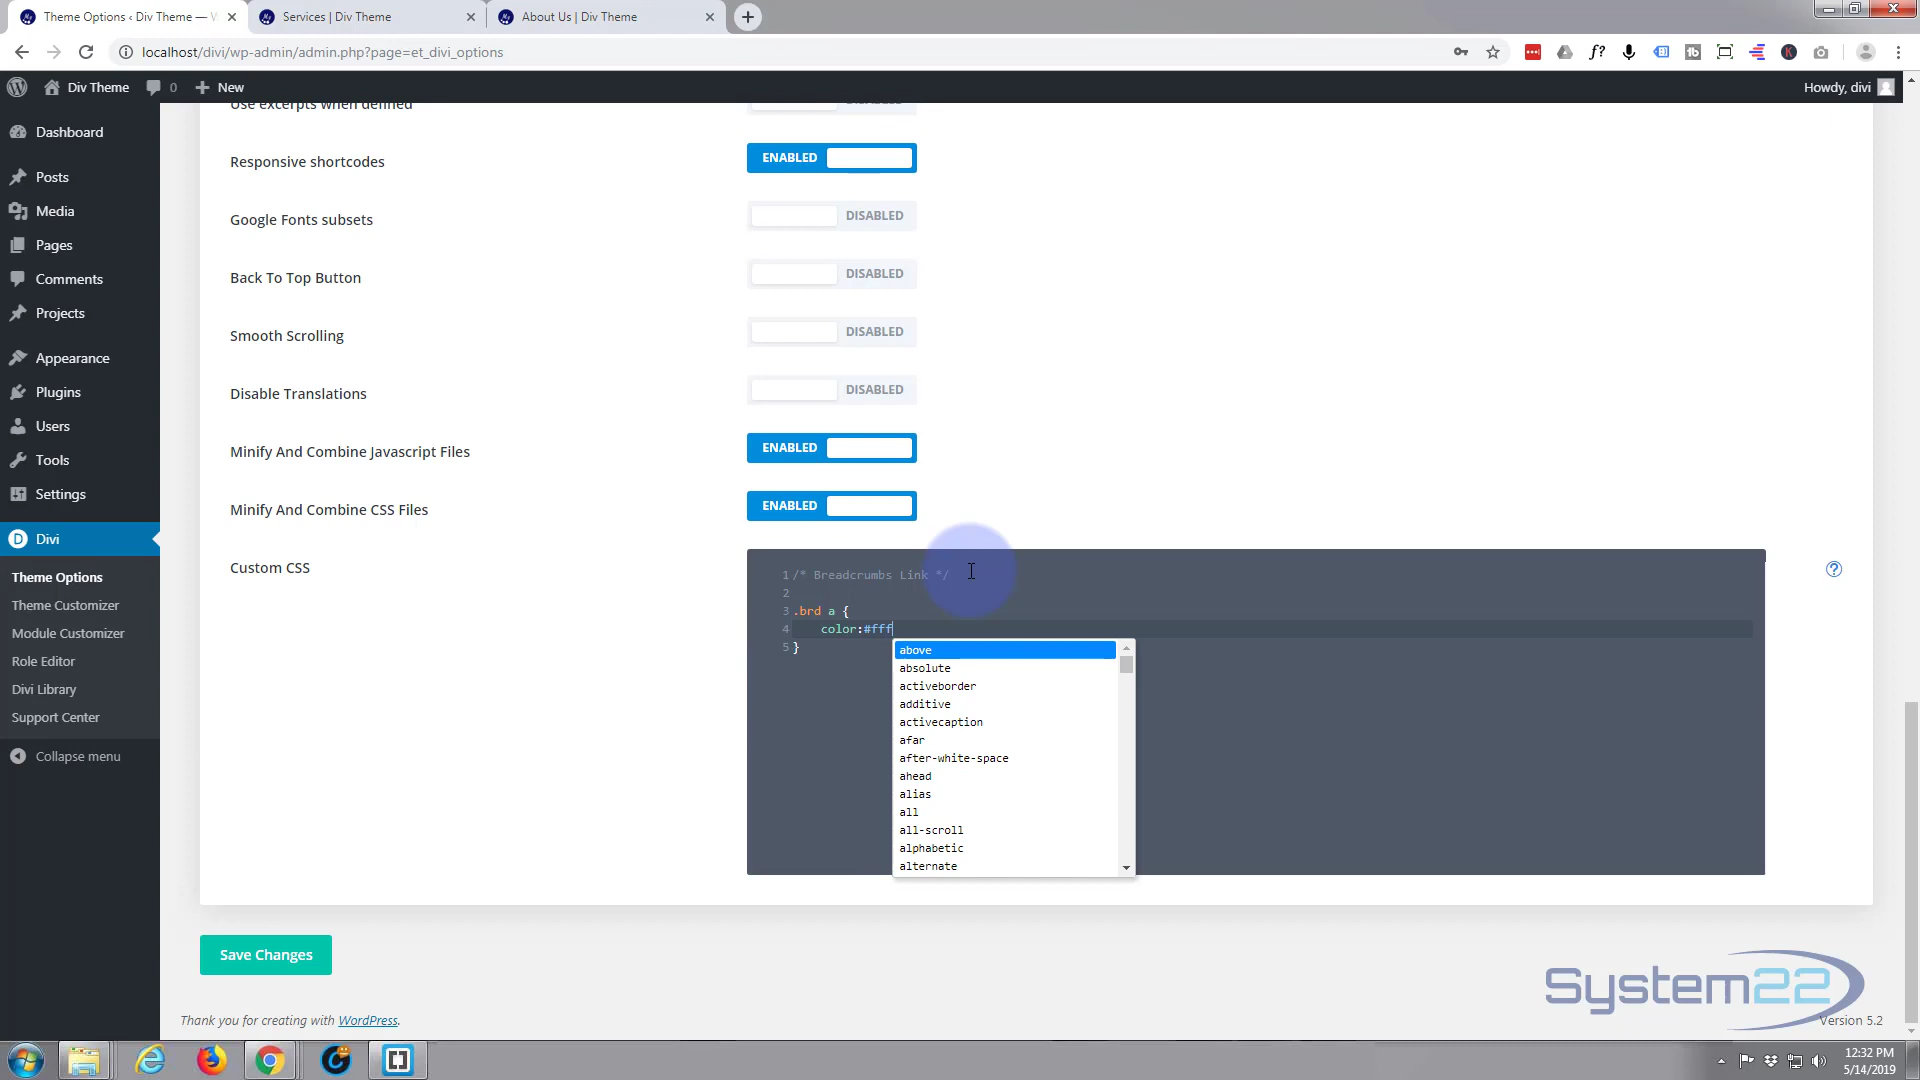 Theme Options ‹ Div Theme — W
Services | Div Theme
About Us | Div Theme
localhost/divi/wp-admin/admin.php?page=et_divi_options
Div Theme
0
New
Howdy, divi
Dashboard
Posts
Media
Pages
Comments
Projects
Appearance
Plugins
Users
Tools
Settings
Divi
Theme Options
Theme Customizer
Module Customizer
Role Editor
Divi Library
Support Center
Collapse menu
Use excerpts when defined
DISABLED
Responsive shortcodes
ENABLED
Google Fonts subsets
DISABLED
Back To Top Button
DISABLED
Smooth Scrolling
DISABLED
Disable Translations
DISABLED
Minify And Combine Javascript Files
ENABLED
Minify And Combine CSS Files
ENABLED
Custom CSS
1 /* Breadcrumbs Link */
2
3 .brd a {
4 color:#fff
5 }
above
absolute
activeborder
additive
activecaption
afar
after-white-space
ahead
alias
all
all-scroll
alphabetic
alternate
Save Changes
System22
Thank you for creating with WordPress.
Version 5.2
12:32 PM
5/14/2019